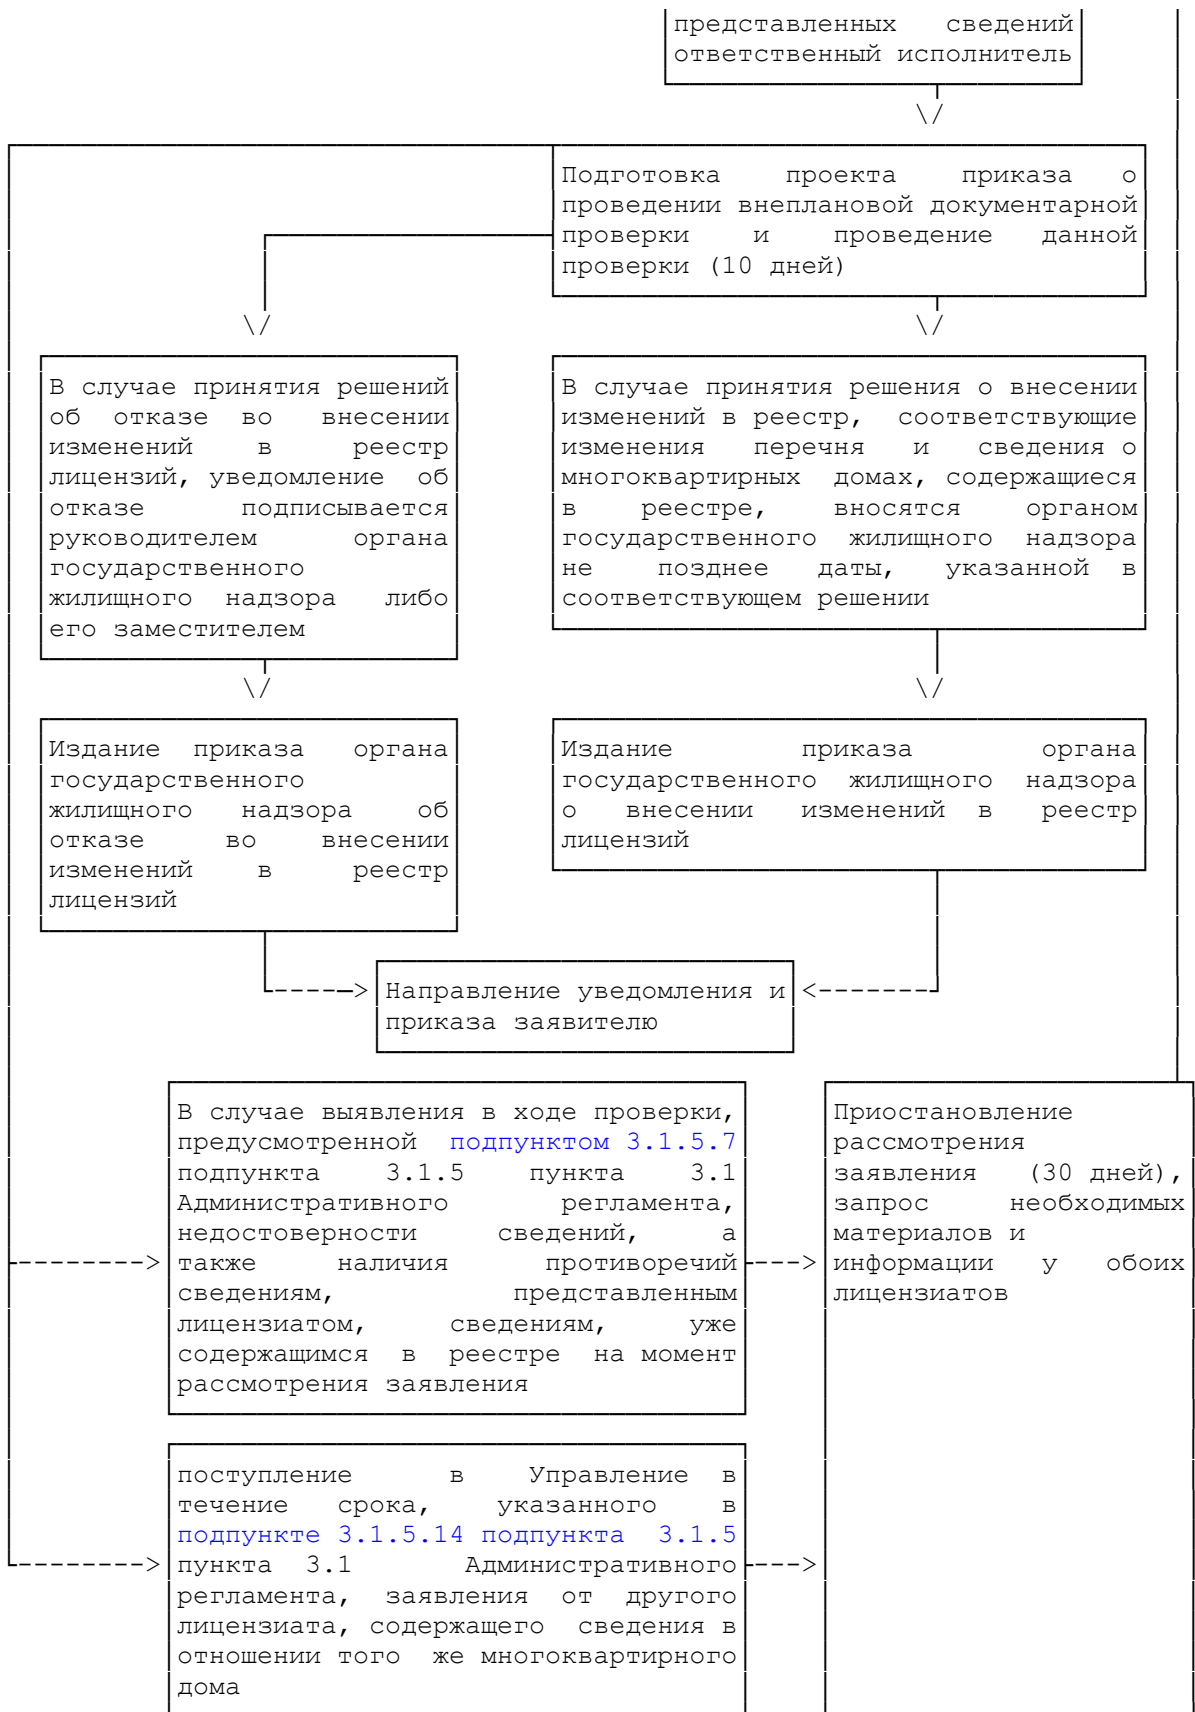 представленных сведений
ответственный исполнитель
\/
Подготовка проекта приказа о
проведении внеплановой документарной
проверки и проведение данной
проверки (10 дней)
\/
\/
В случае принятия решений
об отказе во внесении
изменений в реестр
лицензий, уведомление об
отказе подписывается
руководителем органа
государственного
жилищного надзора либо
его заместителем
В случае принятия решения о внесении
изменений в реестр, соответствующие
изменения перечня и сведения о
многоквартирных домах, содержащиеся
в реестре, вносятся органом
государственного жилищного надзора
не позднее даты, указанной в
соответствующем решении
\/
\/
Издание приказа органа
государственного
жилищного надзора об
отказе во внесении
изменений в реестр
лицензий
Издание приказа органа
государственного жилищного надзора
о внесении изменений в реестр
лицензий
Направление уведомления и
приказа заявителю
В случае выявления в ходе проверки,
предусмотренной подпунктом 3.1.5.7
подпункта 3.1.5 пункта 3.1
Административного регламента,
недостоверности сведений, а
также наличия противоречий
сведениям, представленным
лицензиатом, сведениям, уже
содержащимся в реестре на момент
рассмотрения заявления
Приостановление
рассмотрения
заявления (30 дней),
запрос необходимых
материалов и
информации у обоих
лицензиатов
поступление в Управление в
течение срока, указанного в
подпункте 3.1.5.14 подпункта 3.1.5
пункта 3.1 Административного
регламента, заявления от другого
лицензиата, содержащего сведения в
отношении того же многоквартирного
дома